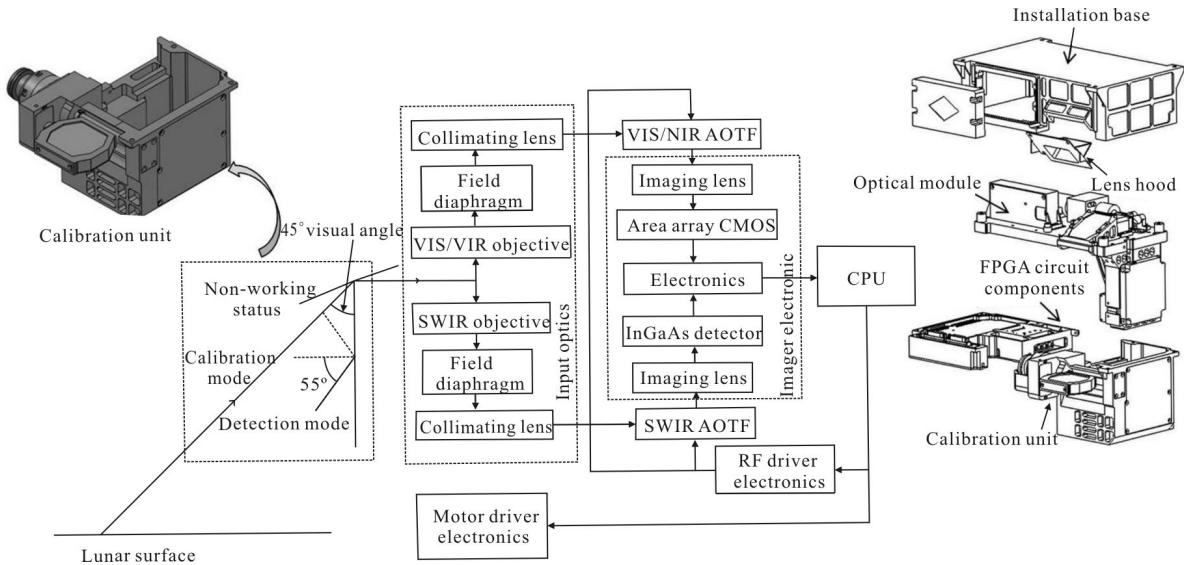 Installation base
Lens hood
Optical module
FPGA circuit
components
Calibration unit
Calibration unit
45°visual angle
Non-working
status
Calibration
mode
55°
Detection mode
Lunar surface
Collimating lens
Field
diaphragm
VIS/VIR objective
SWIR objective
Field
diaphragm
Collimating lens
Input optics
VIS/NIR AOTF
Imaging lens
Area array CMOS
Electronics
InGaAs detector
Imaging lens
Imager electronic
SWIR AOTF
CPU
RF driver
electronics
Motor driver
electronics